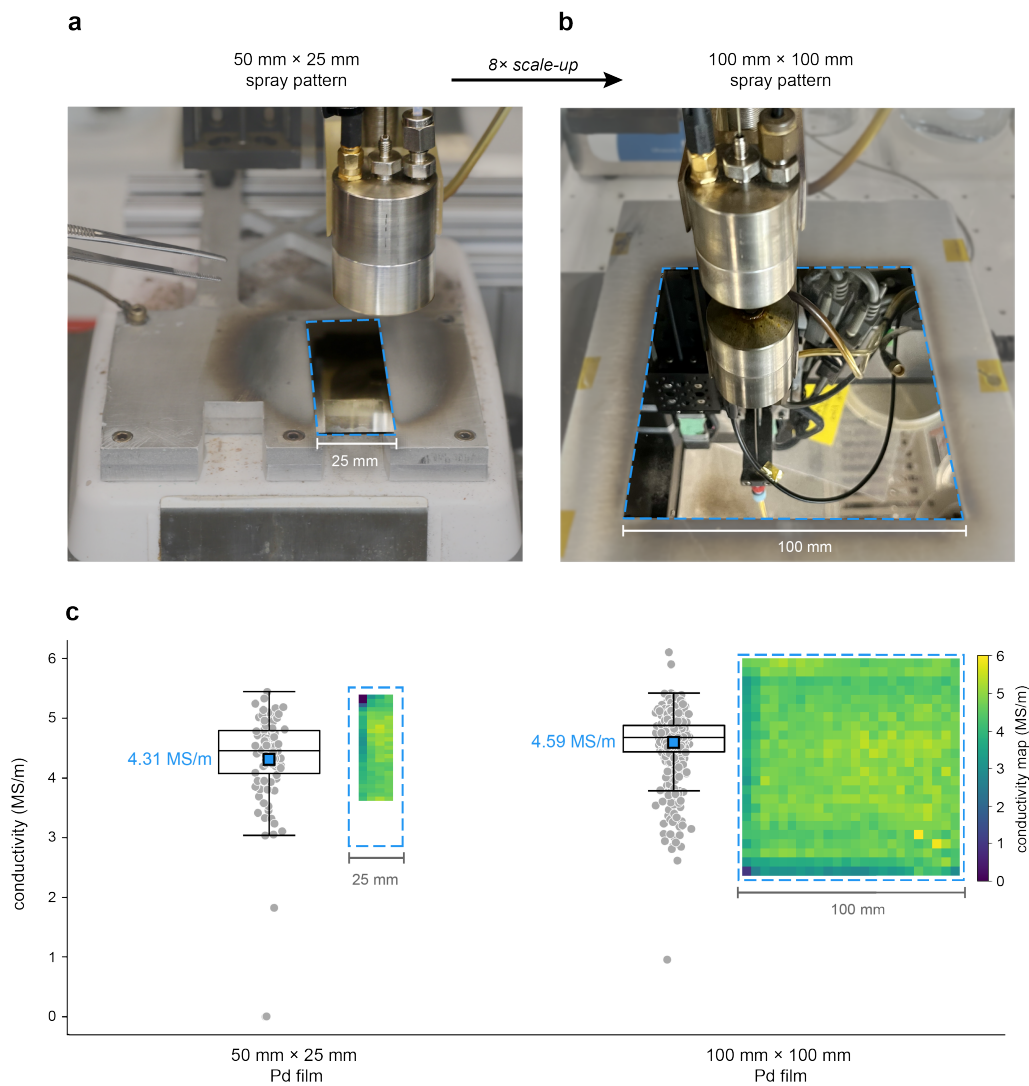 a
b
50 mm × 25 mm
spray pattern
8× scale-up
100 mm × 100 mm
spray pattern
25 mm
100 mm
c
conductivity (MS/m)
6
5
4
3
2
1
0
4.31 MS/m
25 mm
4.59 MS/m
100 mm
6
5
4
3
2
1
0
conductivity map (MS/m)
50 mm × 25 mm
Pd film
100 mm × 100 mm
Pd film